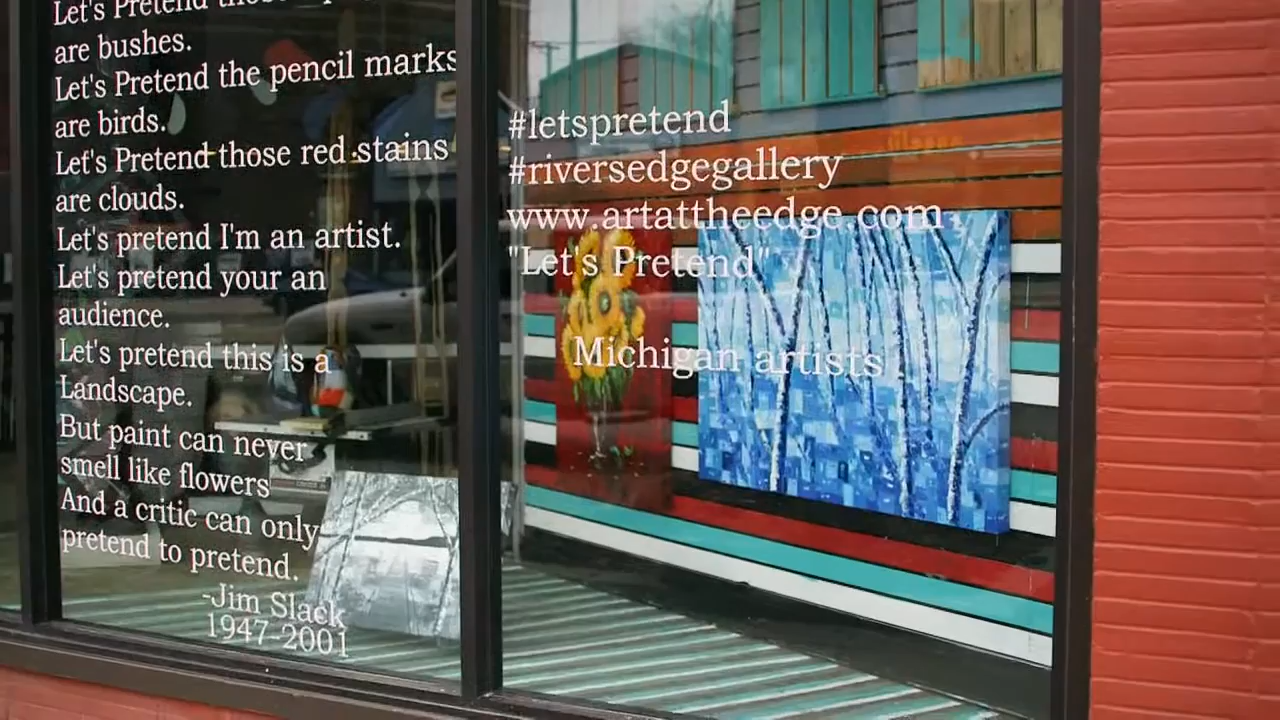 Let's Pretend those
are bushes.
Let's Pretend the pencil marks
are birds.
Let's Pretend those red stains
are clouds.
Let's pretend I'm an artist.
Let's pretend your an
audience.
Let's pretend this is a
Landscape.
But paint can never
smell like flowers
And a critic can only
pretend to pretend.
-Jim Slack
1947-2001
#letspretend
#riversedgegallery
www.artattheedge.com
"Let's Pretend"
Michigan artists